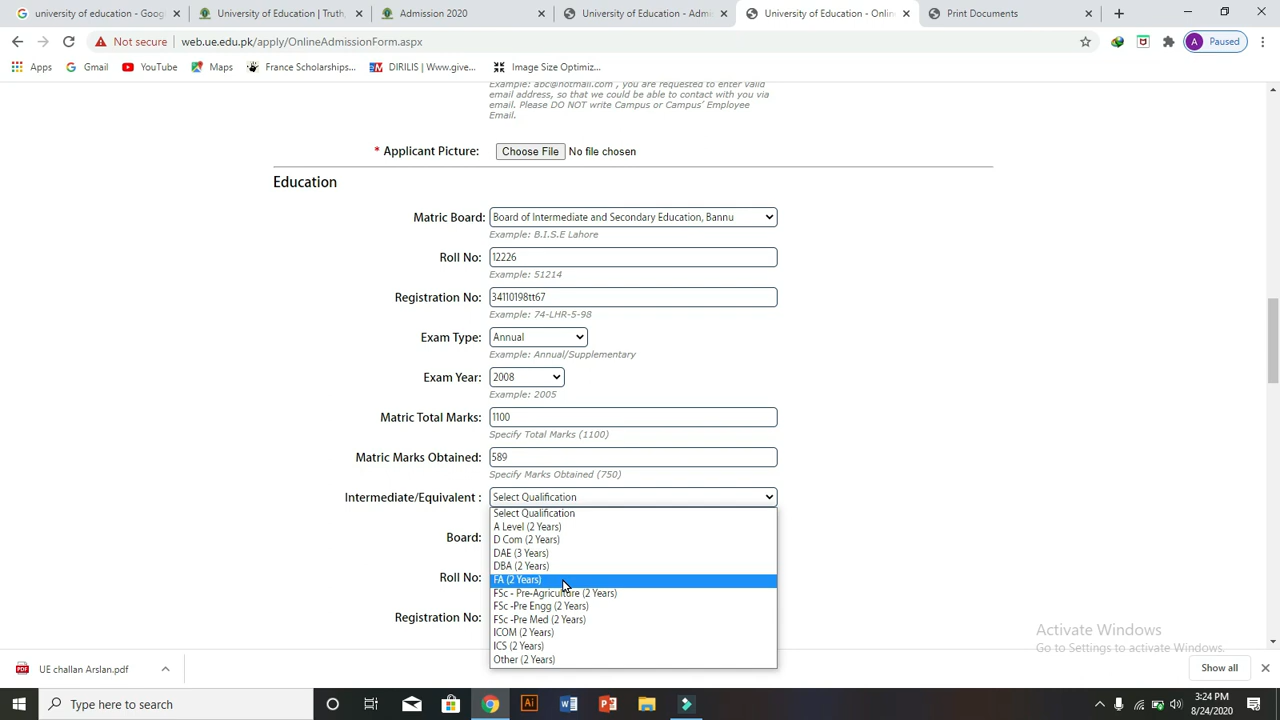 university of education - Goog
University of Education | Truth,
Admission 2020
University of Education - Admi
University of Education - Onlin
Print Documents
Not secure | web.ue.edu.pk/apply/OnlineAdmissionForm.aspx
A Paused
Apps
Gmail
YouTube
Maps
France Scholarships...
DIRILIS | Www.give...
Image Size Optimiz...
Example: abc@hotmail.com , you are requested to enter valid
email address, so that we could be able to contact with you via
email. Please DO NOT write Campus or Campus' Employee
Email.
* Applicant Picture: Choose File No file chosen
Education
Matric Board: Board of Intermediate and Secondary Education, Bannu
Example: B.I.S.E Lahore
Roll No: 12226
Example: 51214
Registration No: 34110198tt67
Example: 74-LHR-S-98
Exam Type: Annual
Example: Annual/Supplementary
Exam Year: 2008
Example: 2005
Matric Total Marks: 1100
Specify Total Marks (1100)
Matric Marks Obtained: 589
Specify Marks Obtained (750)
Intermediate/Equivalent : Select Qualification
Select Qualification
A Level (2 Years)
Board: D Com (2 Years)
DAE (3 Years)
DBA (2 Years)
Roll No: FA (2 Years)
FSc - Pre-Agriculture (2 Years)
FSc -Pre Engg (2 Years)
Registration No: FSc -Pre Med (2 Years)
ICOM (2 Years)
ICS (2 Years)
Other (2 Years)
Activate Windows
Go to Settings to activate Windows.
UE challan Arslan.pdf
Show all
Type here to search
3:24 PM
8/24/2020